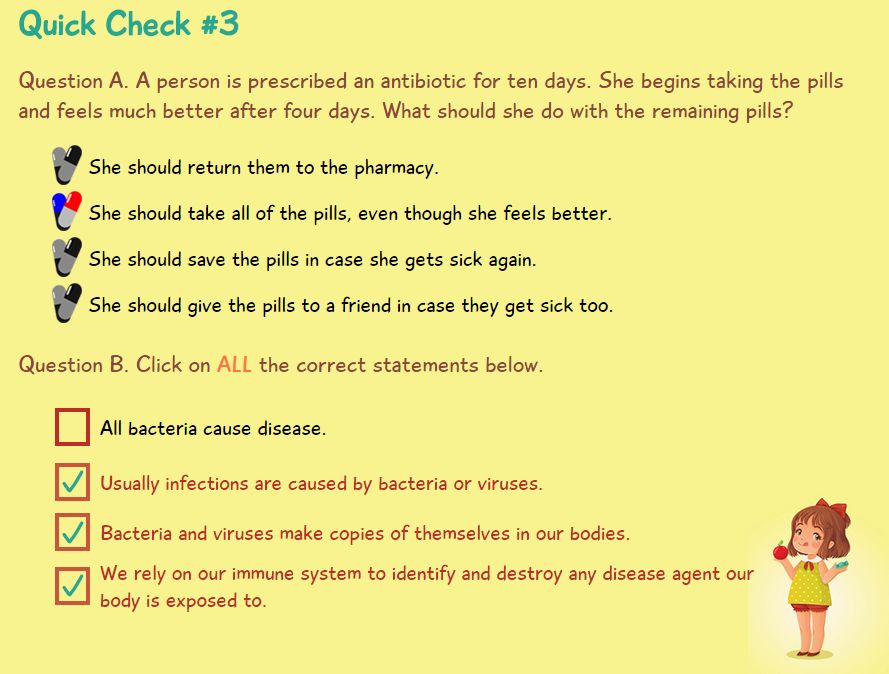 Quick Check #3
Question A. A person is prescribed an antibiotic for ten days. She begins taking the pills
and feels much better after four days. What should she do with the remaining pills?
She should return them to the pharmacy.
She should take all of the pills, even though she feels better.
She should save the pills in case she gets sick again.
She should give the pills to a friend in case they get sick too.
Question B. Click on ALL the correct statements below.
All bacteria cause disease.
Usually infections are caused by bacteria or viruses.
Bacteria and viruses make copies of themselves in our bodies.
We rely on our immune system to identify and destroy any disease agent our
body is exposed to.